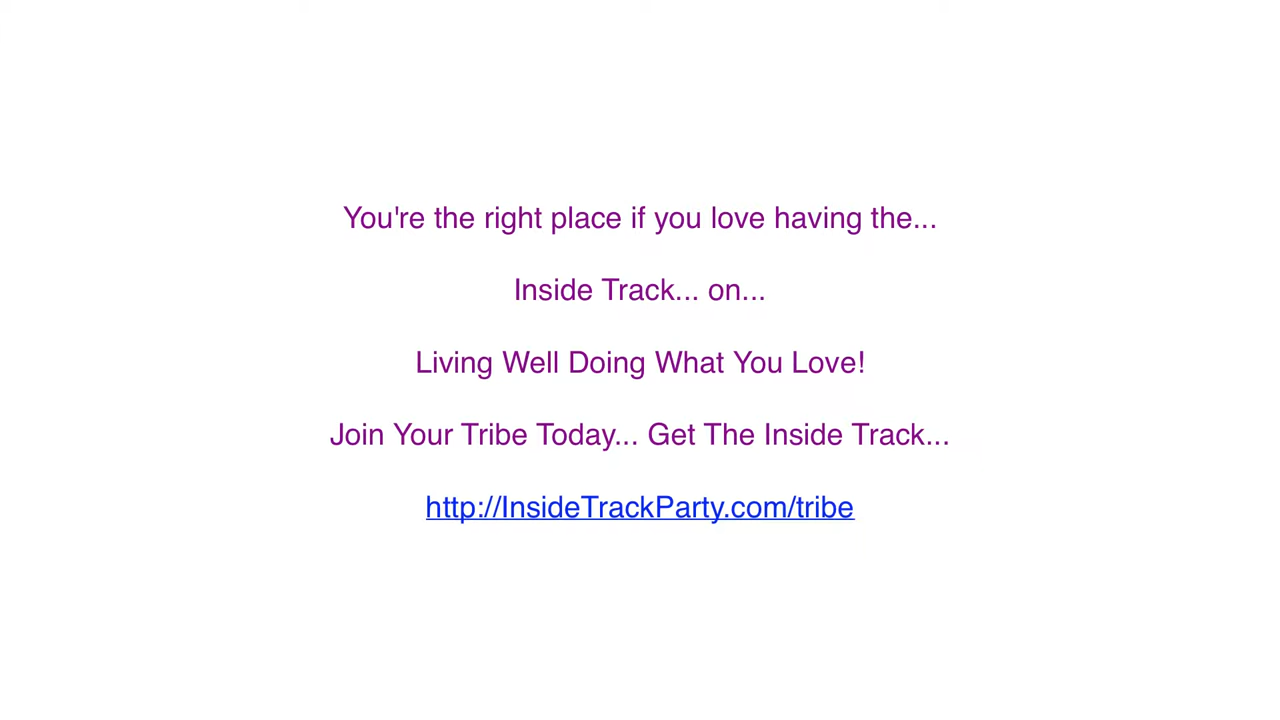 You're the right place if you love having the...
Inside Track... on...
Living Well Doing What You Love!
Join Your Tribe Today... Get The Inside Track...
http://InsideTrackParty.com/tribe